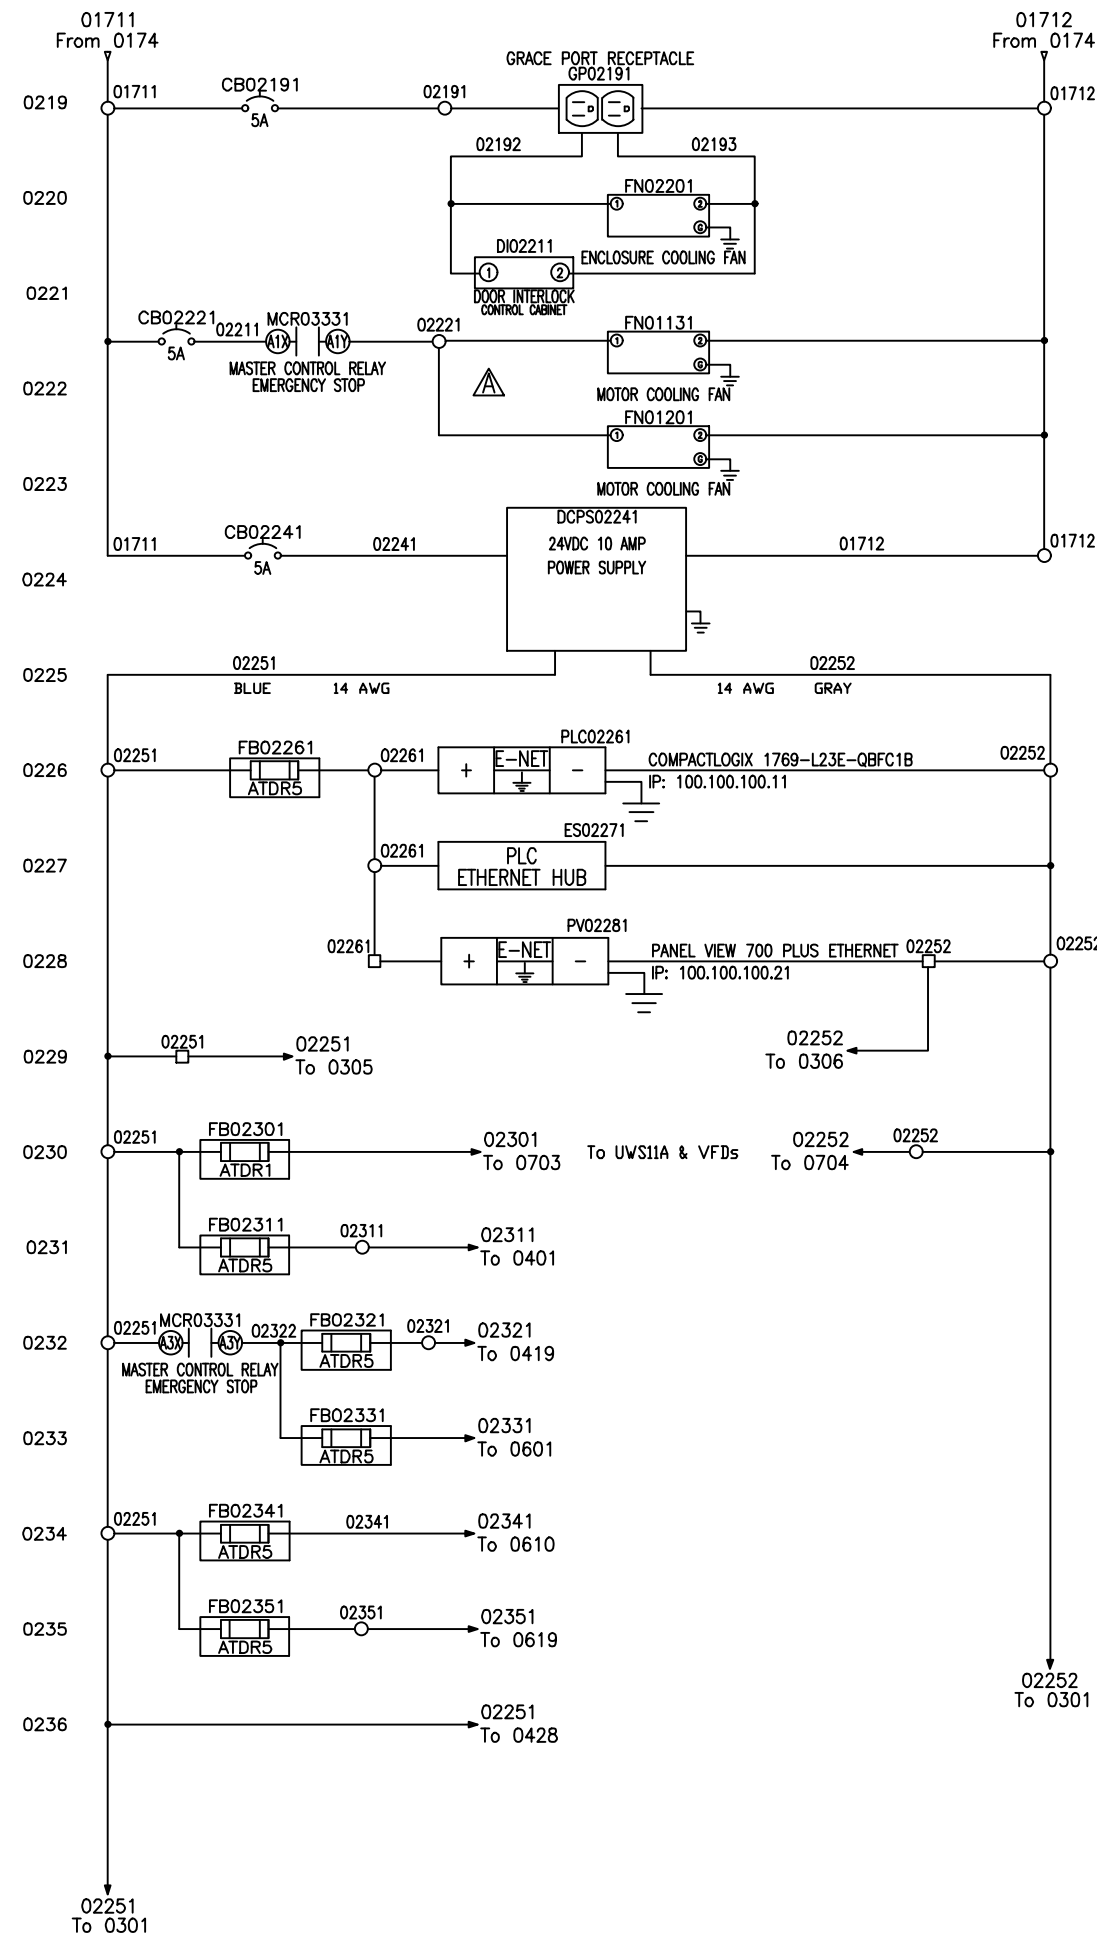 01711
From 0174
01712
From 0174
GRACE PORT RECEPTACLE
GP02191
0219
01711
CB02191
5A
02191
01712
02192
02193
0220
FN02201
1
2
G
ENCLOSURE COOLING FAN
DI02211
1
2
DOOR INTERLOCK
CONTROL CABINET
0221
CB02221
5A
02211
MCR03331
A1X
A1Y
MASTER CONTROL RELAY
EMERGENCY STOP
02221
FN01131
1
2
G
MOTOR COOLING FAN
0222
A
FN01201
1
2
G
MOTOR COOLING FAN
0223
01711
CB02241
5A
02241
DCPS02241
24VDC 10 AMP
POWER SUPPLY
01712
01712
0224
0225
02251
BLUE 14 AWG
02252
14 AWG GRAY
0226
02251
FB02261
ATDR5
02261
PLC02261
+
E-NET
-
COMPACTLOGIX 1769-L23E-QBFC1B
IP: 100.100.100.11
02252
0227
02261
ES02271
PLC
ETHERNET HUB
0228
02261
PV02281
+
E-NET
-
PANEL VIEW 700 PLUS ETHERNET
IP: 100.100.100.21
02252
02252
0229
02251
02251
To 0305
02252
To 0306
0230
02251
FB02301
ATDR1
02301
To 0703
To UWS11A & VFDs
02252
To 0704
02252
0231
FB02311
ATDR5
02311
02311
To 0401
0232
02251
MCR03331
A3X
A3Y
MASTER CONTROL RELAY
EMERGENCY STOP
02322
FB02321
ATDR5
02321
02321
To 0419
0233
FB02331
ATDR5
02331
To 0601
0234
02251
FB02341
ATDR5
02341
02341
To 0610
0235
FB02351
ATDR5
02351
02351
To 0619
02252
To 0301
0236
02251
To 0428
02251
To 0301